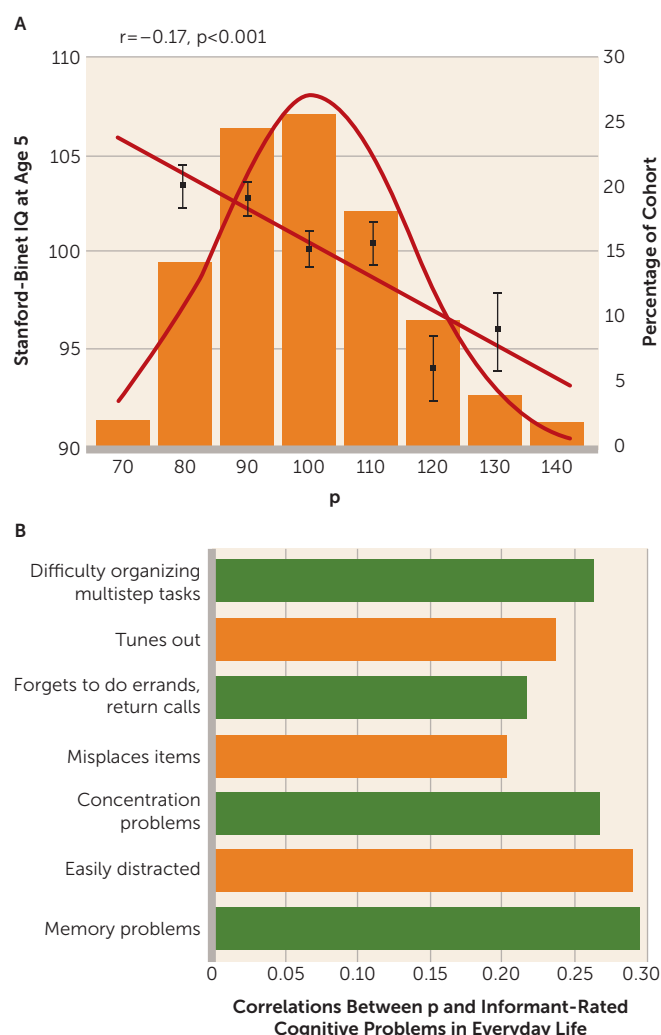 A
r=−0.17, p<0.001
110
105
100
95
90
Stanford-Binet IQ at Age 5
30
25
20
15
10
5
0
Percentage of Cohort
70 80 90 100 110 120 130 140
p
B
Difficulty organizing
multistep tasks
Tunes out
Forgets to do errands,
return calls
Misplaces items
Concentration
problems
Easily distracted
Memory problems
0 0.05 0.10 0.15 0.20 0.25 0.30
Correlations Between p and Informant-Rated
Cognitive Problems in Everyday Life